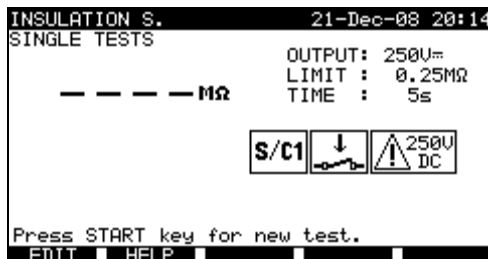 INSULATION S. 21-Dec-08 20:14
SINGLE TESTS
OUTPUT: 250V⎓
LIMIT : 0.25MΩ
TIME : 5s
– – – – MΩ
S/C1 250V DC
Press START key for new test.
EDIT HELP